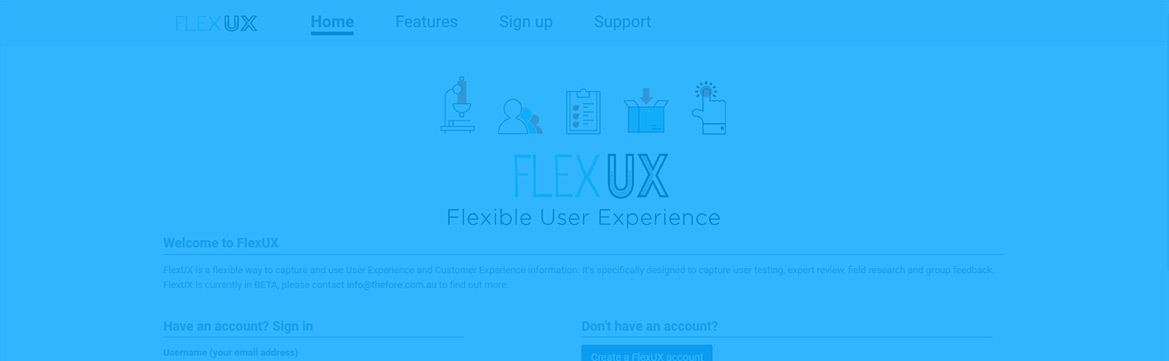 FLEXUX Home Features Sign up Support
FLEXUX
Flexible User Experience
Welcome to FlexUX
FlexUX is a flexible way to capture and use User Experience and Customer Experience information. It's specifically designed to capture user testing, expert review, field research and group feedback.
FlexUX is currently in BETA, please contact info@thefore.com.au to find out more.
Have an account? Sign in
Don't have an account?
Username (your email address)
Create a FlexUX account